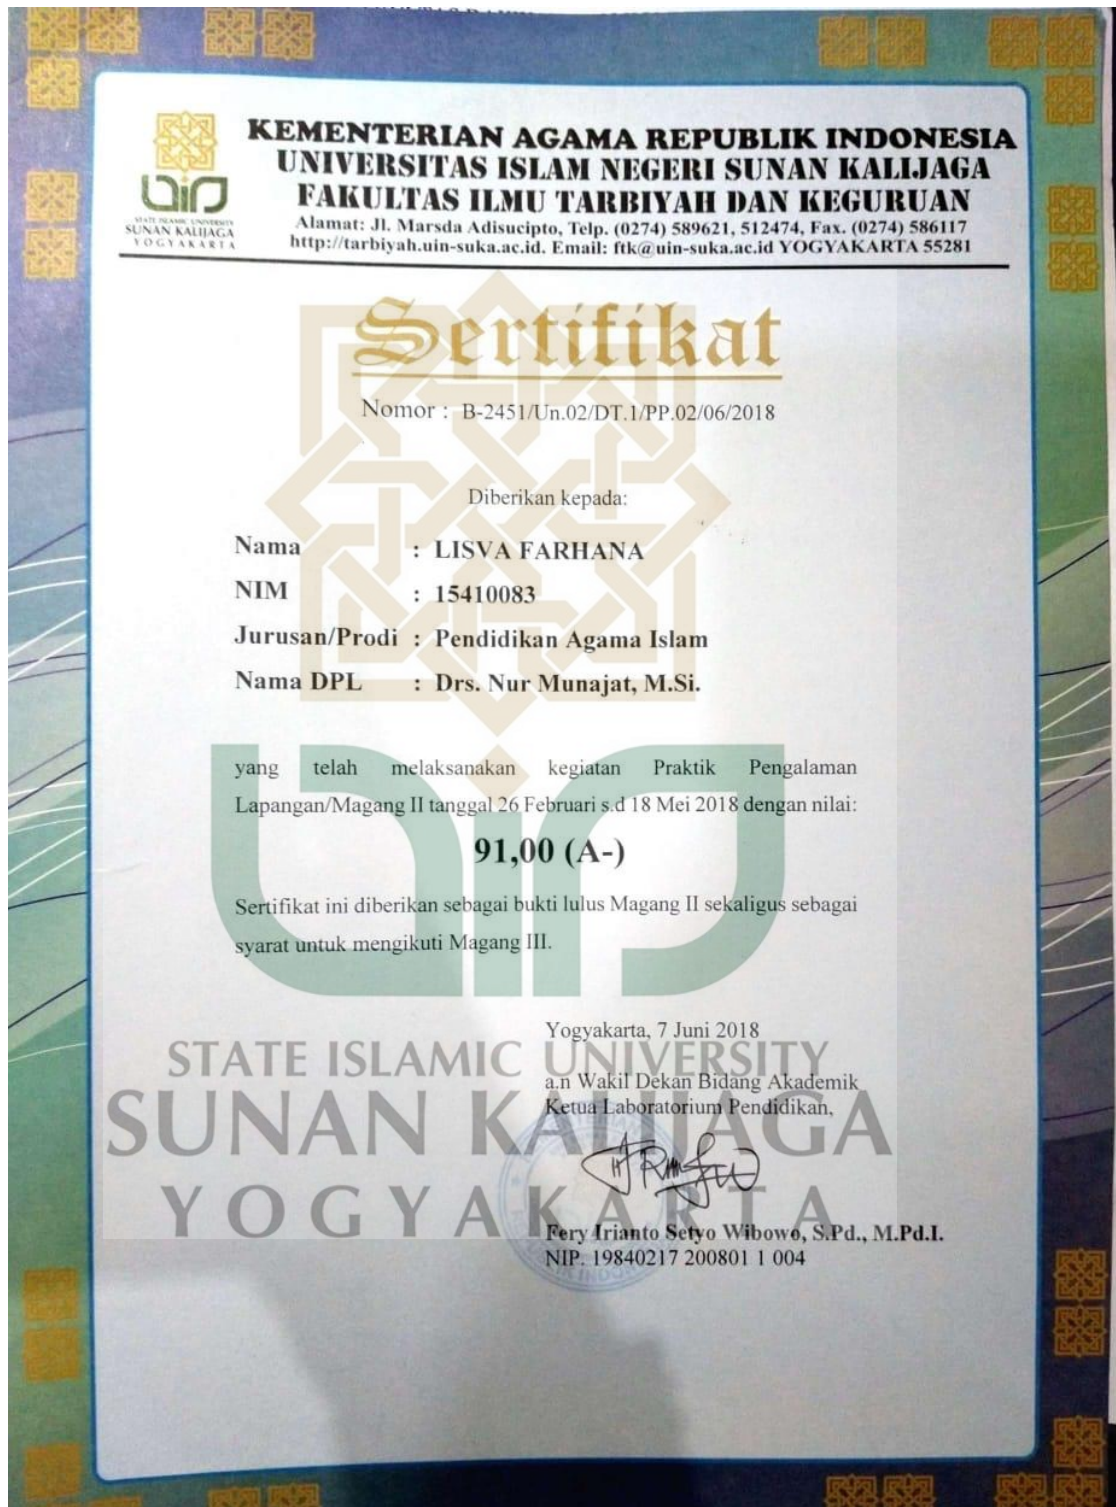 KEMENTERIAN AGAMA REPUBLIK INDONESIA
UNIVERSITAS ISLAM NEGERI SUNAN KALIJAGA
FAKULTAS ILMU TARBIYAH DAN KEGURUAN
Alamat: Jl. Marsda Adisucipto, Telp. (0274) 589621, 512474, Fax. (0274) 586117
http://tarbiyah.uin-suka.ac.id. Email: ftk@uin-suka.ac.id YOGYAKARTA 55281
UIN
STATE ISLAMIC UNIVERSITY
SUNAN KALIJAGA
YOGYAKARTA
Sertifikat
Nomor : B-2451/Un.02/DT.1/PP.02/06/2018
Diberikan kepada:
Nama : LISVA FARHANA
NIM : 15410083
Jurusan/Prodi : Pendidikan Agama Islam
Nama DPL : Drs. Nur Munajat, M.Si.
yang telah melaksanakan kegiatan Praktik Pengalaman
Lapangan/Magang II tanggal 26 Februari s.d 18 Mei 2018 dengan nilai:
91,00 (A-)
Sertifikat ini diberikan sebagai bukti lulus Magang II sekaligus sebagai
syarat untuk mengikuti Magang III.
Yogyakarta, 7 Juni 2018
a.n Wakil Dekan Bidang Akademik
Ketua Laboratorium Pendidikan,
Fery Irianto Setyo Wibowo, S.Pd., M.Pd.I.
NIP. 19840217 200801 1 004
UIN
STATE ISLAMIC UNIVERSITY
SUNAN KALIJAGA
YOGYAKARTA